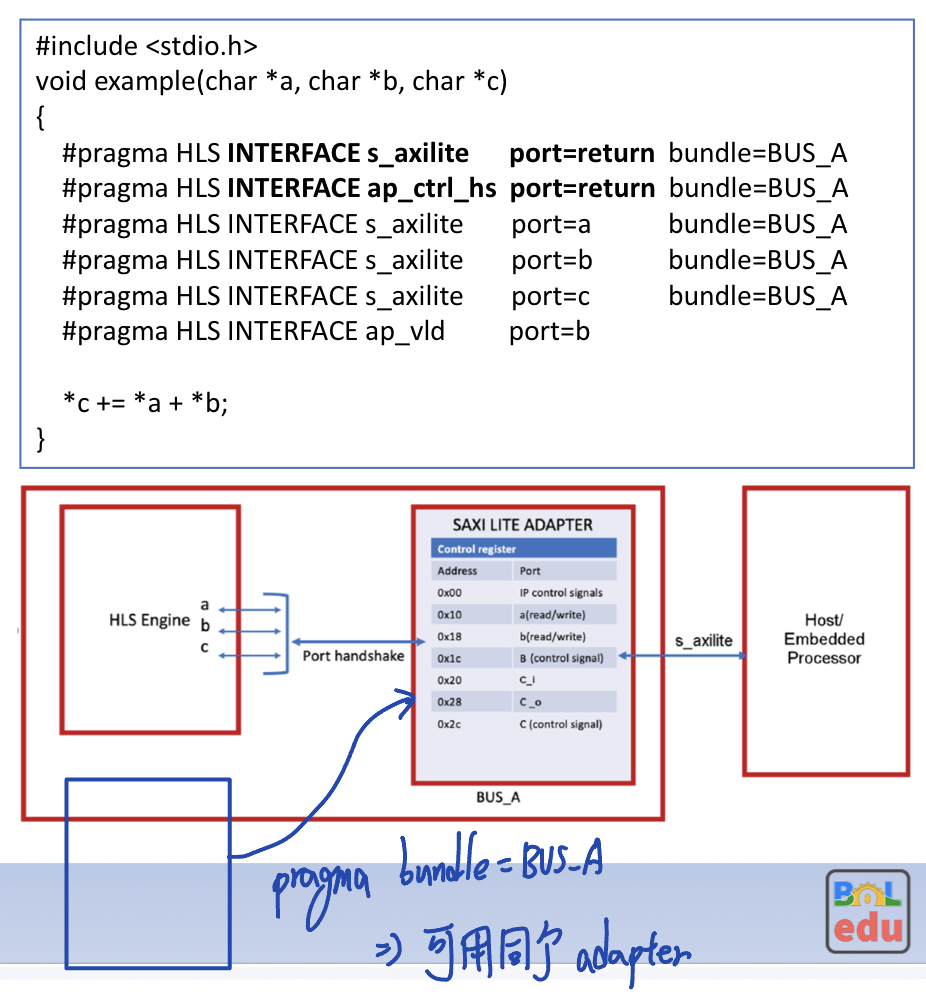 #include <stdio.h>
void example(char *a, char *b, char *c)
{
#pragma HLS INTERFACE s_axilite port=return bundle=BUS_A
#pragma HLS INTERFACE ap_ctrl_hs port=return bundle=BUS_A
#pragma HLS INTERFACE s_axilite port=a bundle=BUS_A
#pragma HLS INTERFACE s_axilite port=b bundle=BUS_A
#pragma HLS INTERFACE s_axilite port=c bundle=BUS_A
#pragma HLS INTERFACE ap_vld port=b
*c += *a + *b;
}
HLS Engine
a
b
c
Port handshake
SAXI LITE ADAPTER
Control register
Address Port
0x00 IP control signals
0x10 a(read/write)
0x18 b(read/write)
0x1c B (control signal)
0x20 C_i
0x28 C_o
0x2c C (control signal)
BUS_A
s_axilite
Host/
Embedded
Processor
pragma bundle=BUS_A
=> 可用同个 adapter
BOL
edu